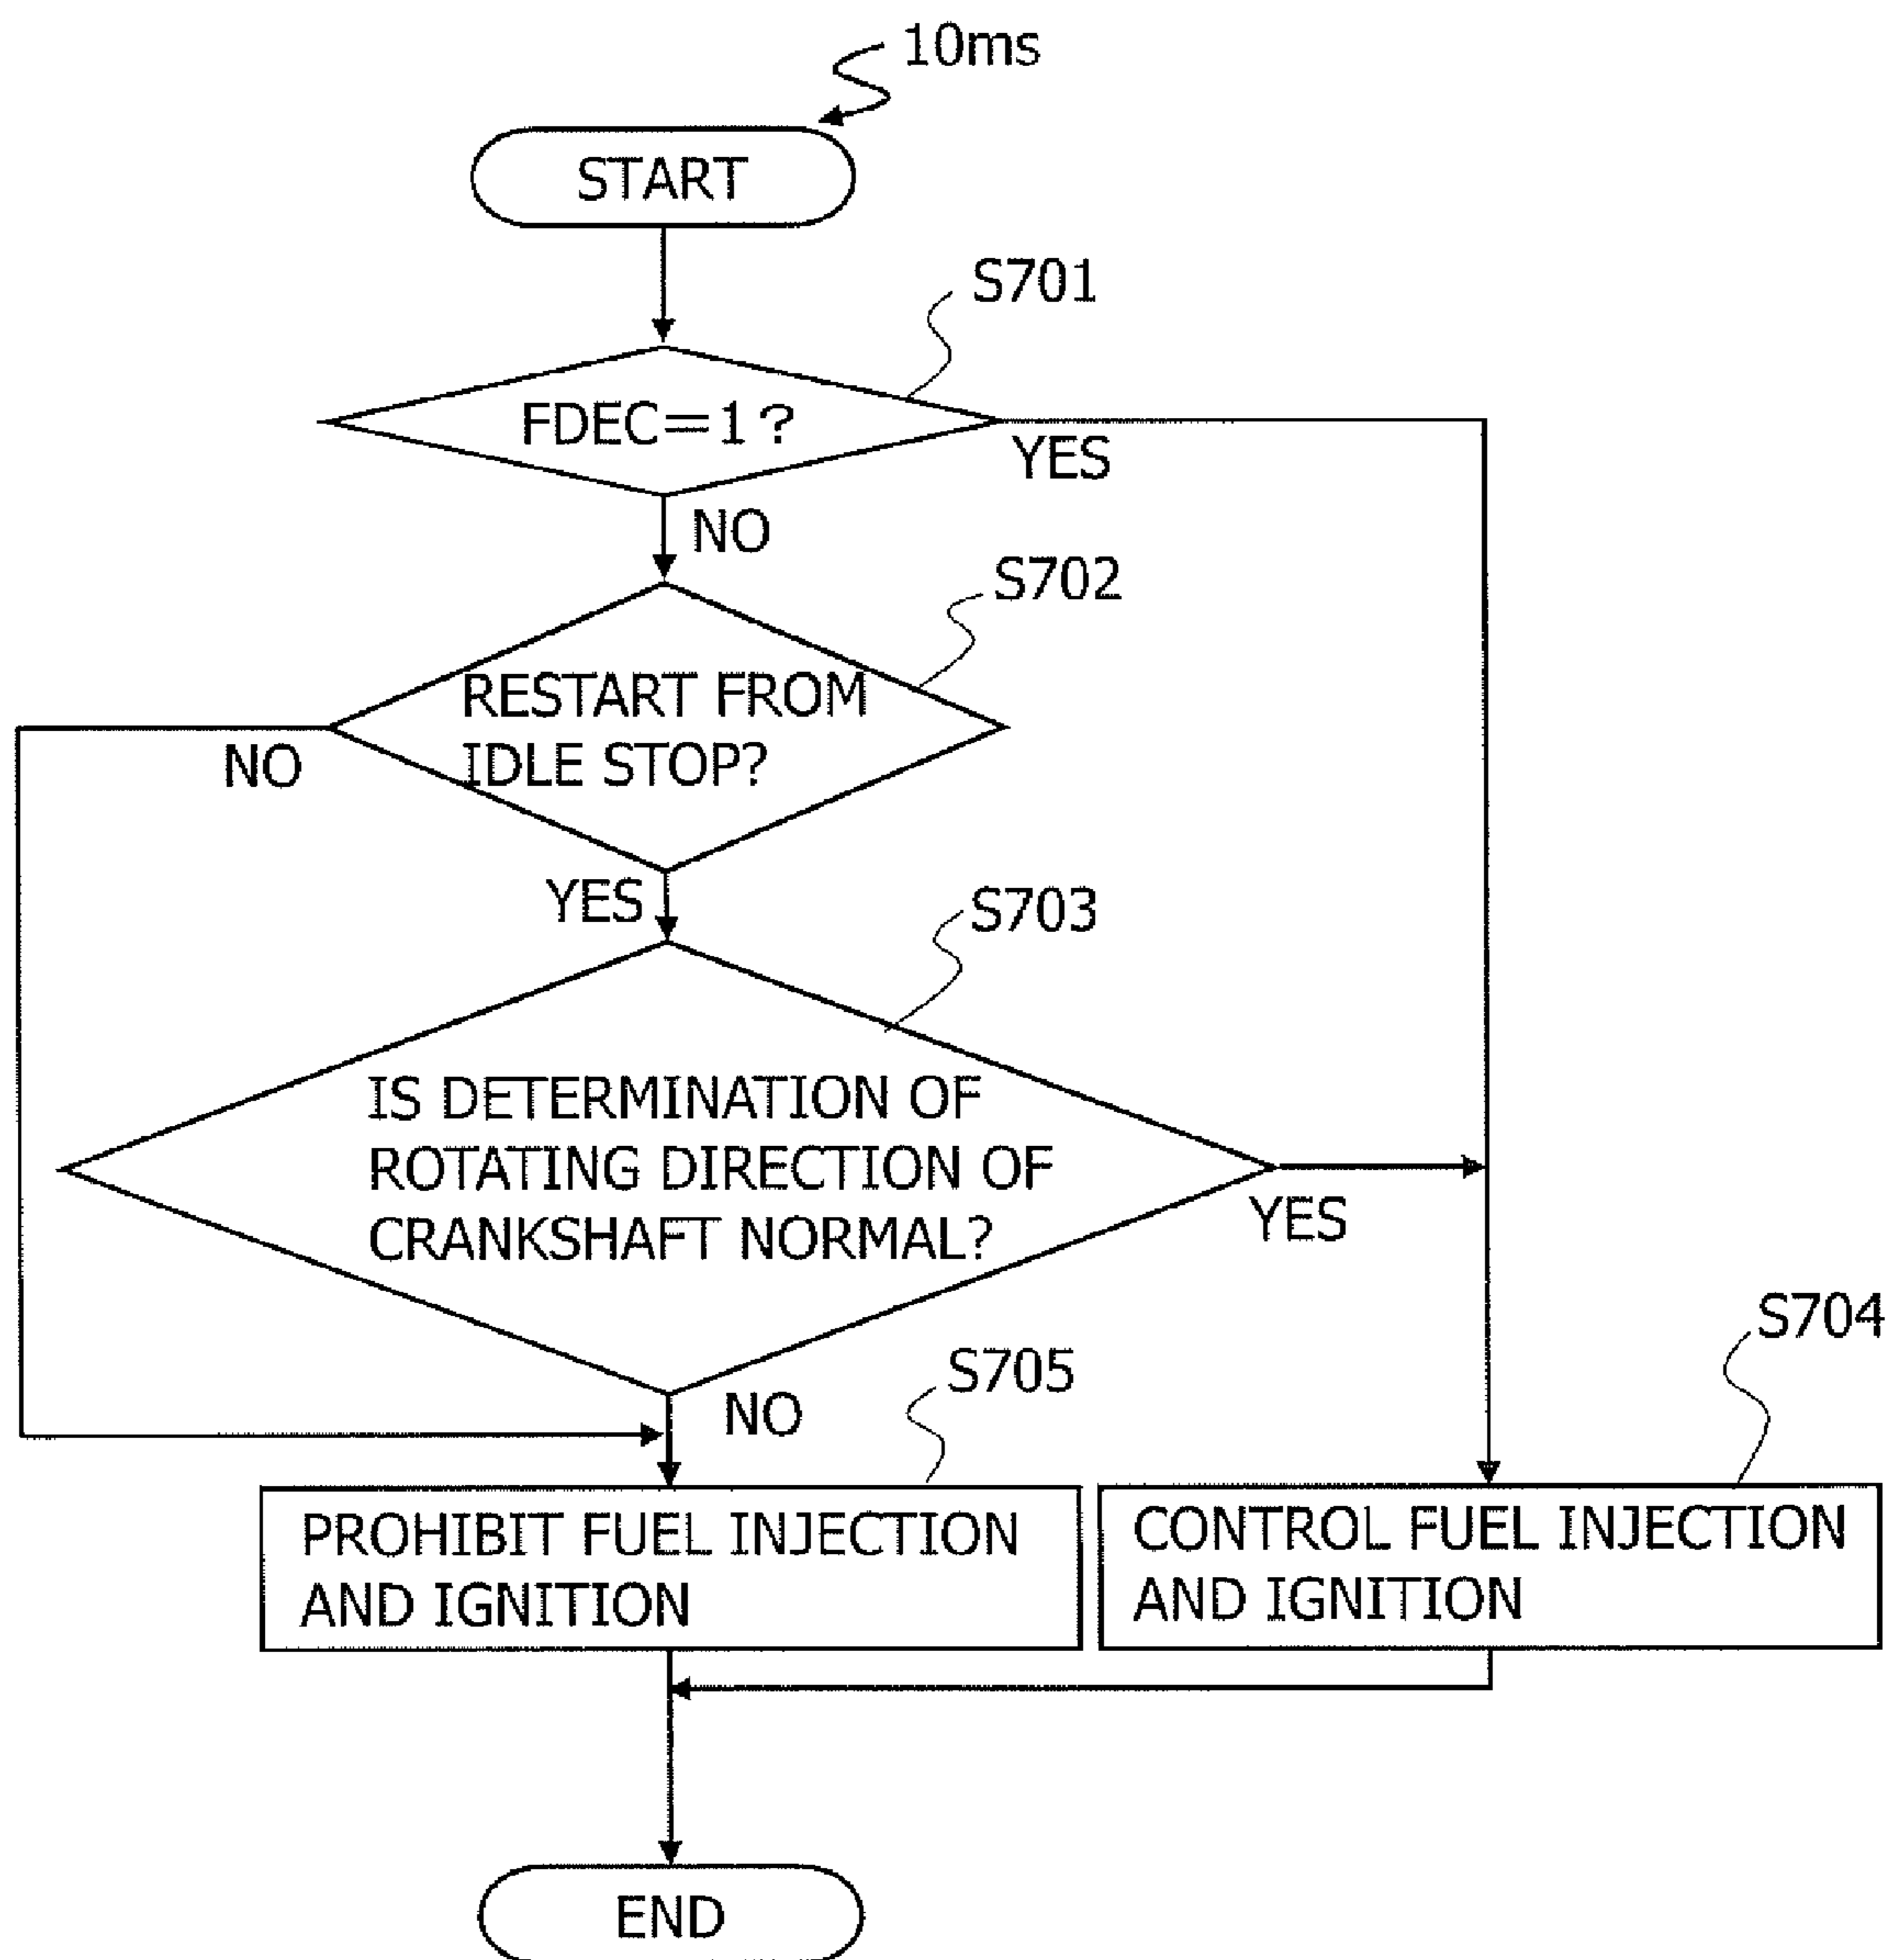 10ms
START
S701
FDEC=1?
YES
NO
S702
RESTART FROM
IDLE STOP?
NO
YES
S703
IS DETERMINATION OF
ROTATING DIRECTION OF
CRANKSHAFT NORMAL?
YES
S704
S705
NO
PROHIBIT FUEL INJECTION
AND IGNITION
CONTROL FUEL INJECTION
AND IGNITION
END